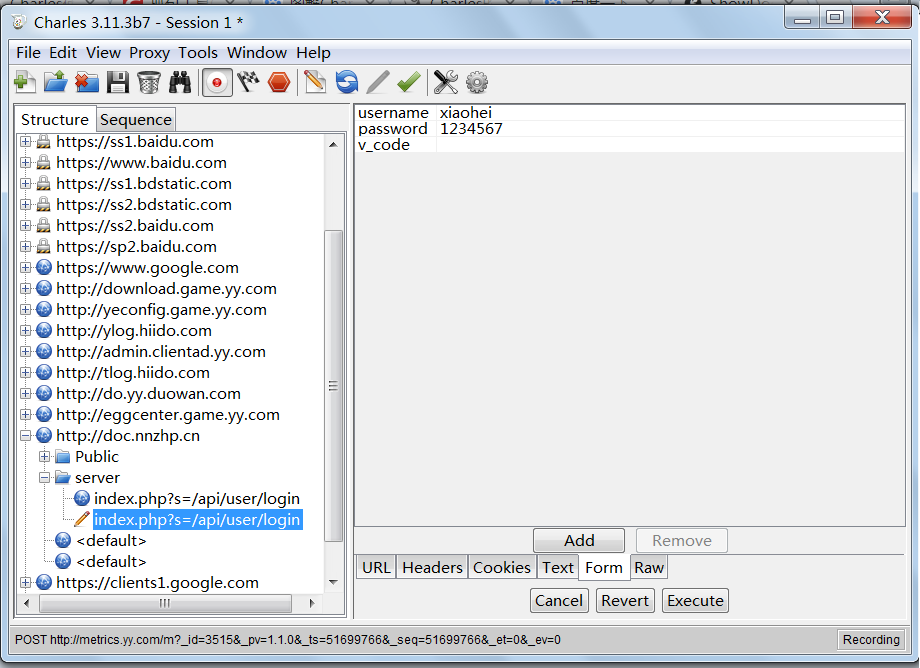 Charles 3.11.3b7 - Session 1 *
File Edit View Proxy Tools Window Help
Structure Sequence
https://ss1.baidu.com
https://www.baidu.com
https://ss1.bdstatic.com
https://ss2.bdstatic.com
https://ss2.baidu.com
https://sp2.baidu.com
https://www.google.com
http://download.game.yy.com
http://yeconfig.game.yy.com
http://ylog.hiido.com
http://admin.clientad.yy.com
http://tlog.hiido.com
http://do.yy.duowan.com
http://eggcenter.game.yy.com
http://doc.nnzhp.cn
Public
server
index.php?s=/api/user/login
index.php?s=/api/user/login
<default>
<default>
https://clients1.google.com
username xiaohei
password 1234567
v_code
Add Remove
URL Headers Cookies Text Form Raw
Cancel Revert Execute
POST http://metrics.yy.com/m?_id=3515&_pv=1.1.0&_ts=51699766&_seq=51699766&_et=0&_ev=0
Recording